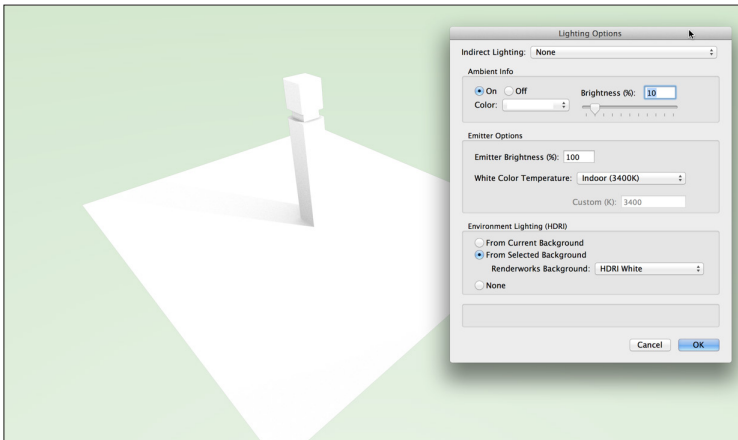 Lighting Options
Indirect Lighting: None
Ambient Info
On Off Brightness (%): 10
Color:
Emitter Options
Emitter Brightness (%): 100
White Color Temperature: Indoor (3400K)
Custom (K): 3400
Environment Lighting (HDRI)
From Current Background
From Selected Background
Renderworks Background: HDRI White
None
Cancel OK